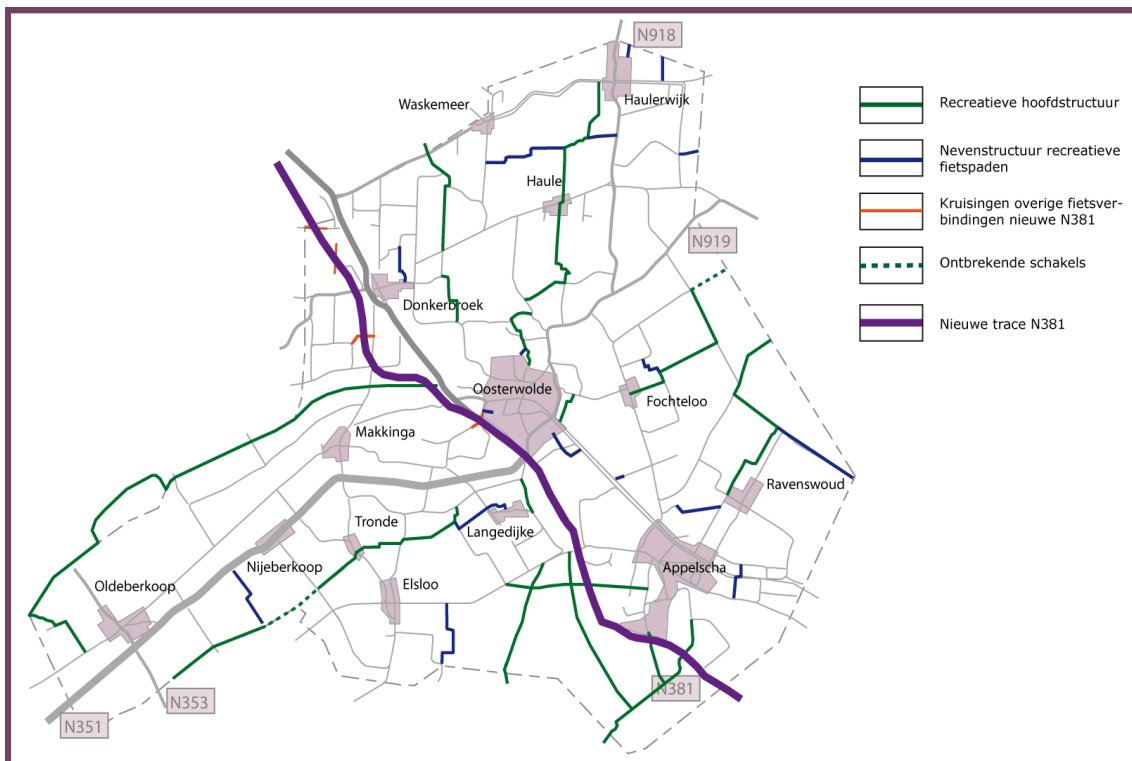 N918
Waskemeer
Haulerwijk
Haule
N919
Donkerbroek
Oosterwolde
Fochteloo
Makkinga
Ravenswoud
Tronde
Langedijke
Nijeberkoop
Appelscha
Oldeberkoop
Elsloo
N381
N353
N351
Recreatieve hoofdstructuur
Nevenstructuur recreatieve
fietspaden
Kruisingen overige fietsver-
bindingen nieuwe N381
Ontbrekende schakels
Nieuwe trace N381